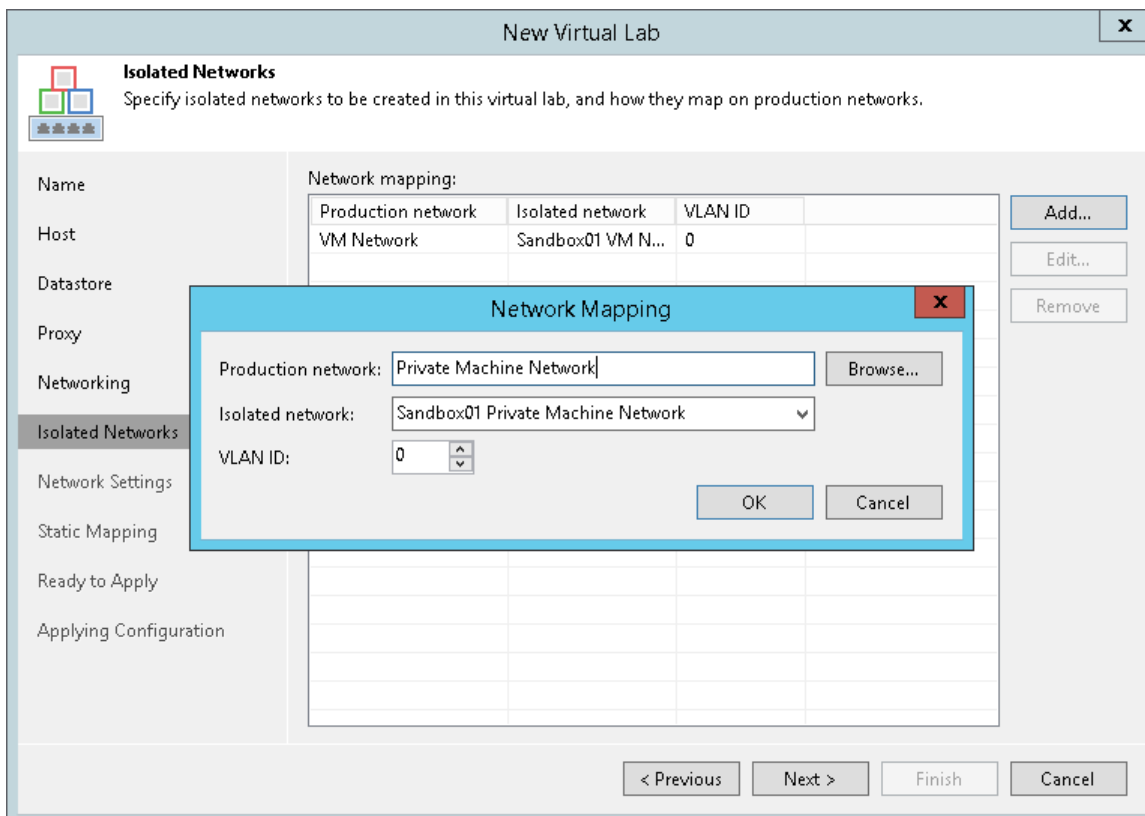 New Virtual Lab
x
Isolated Networks
Specify isolated networks to be created in this virtual lab, and how they map on production networks.
Name
Host
Datastore
Proxy
Networking
Isolated Networks
Network Settings
Static Mapping
Ready to Apply
Applying Configuration
Network mapping:
Production network Isolated network VLAN ID
VM Network Sandbox01 VM N... 0
Add...
Edit...
Remove
Network Mapping
x
Production network: Private Machine Network Browse...
Isolated network: Sandbox01 Private Machine Network
VLAN ID: 0
OK Cancel
< Previous Next > Finish Cancel